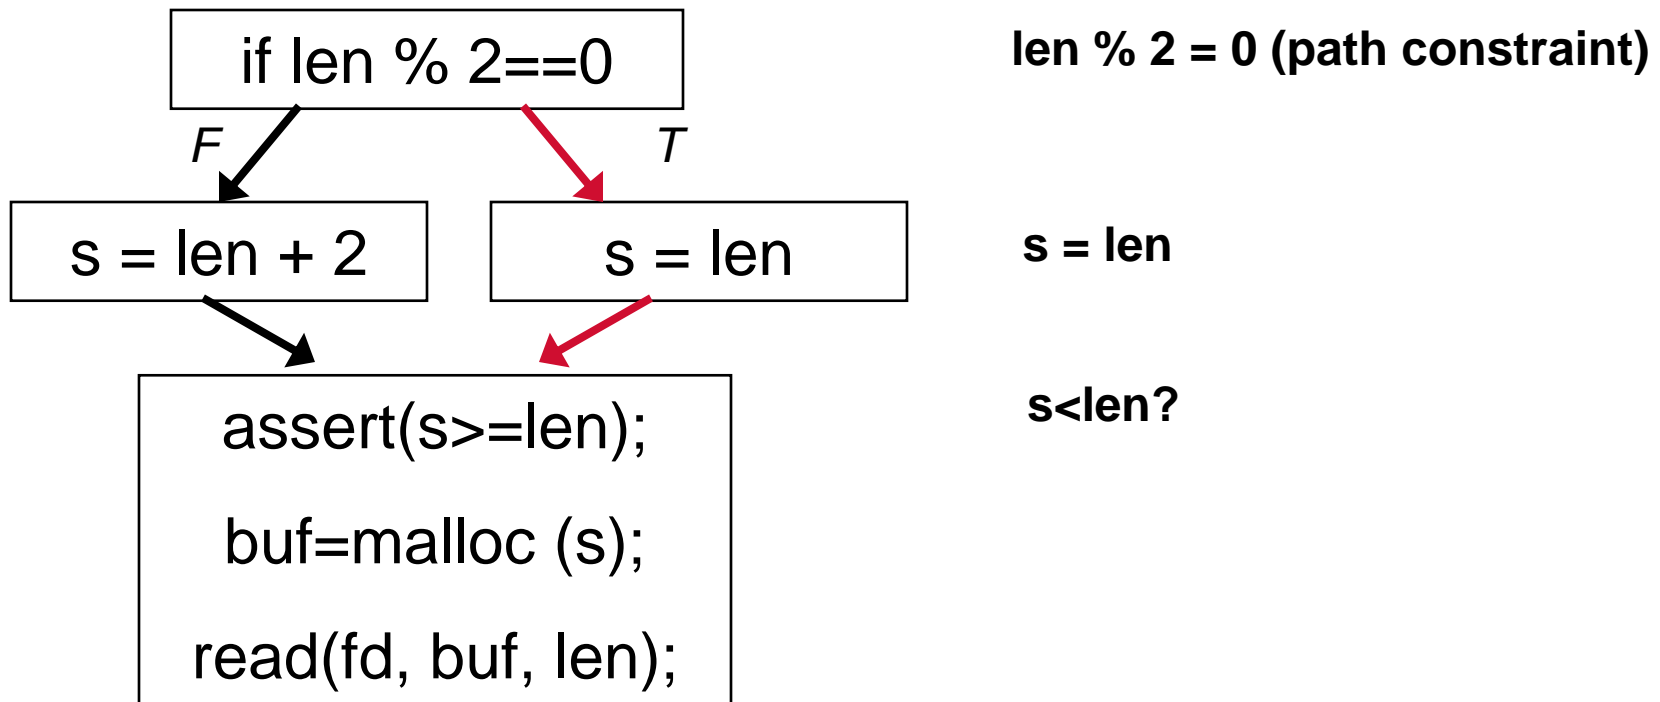 if len % 2==0
len % 2 = 0 (path constraint)
F
T
s = len + 2
s = len
s = len
assert(s>=len);
s<len?
buf=malloc (s);
read(fd, buf, len);